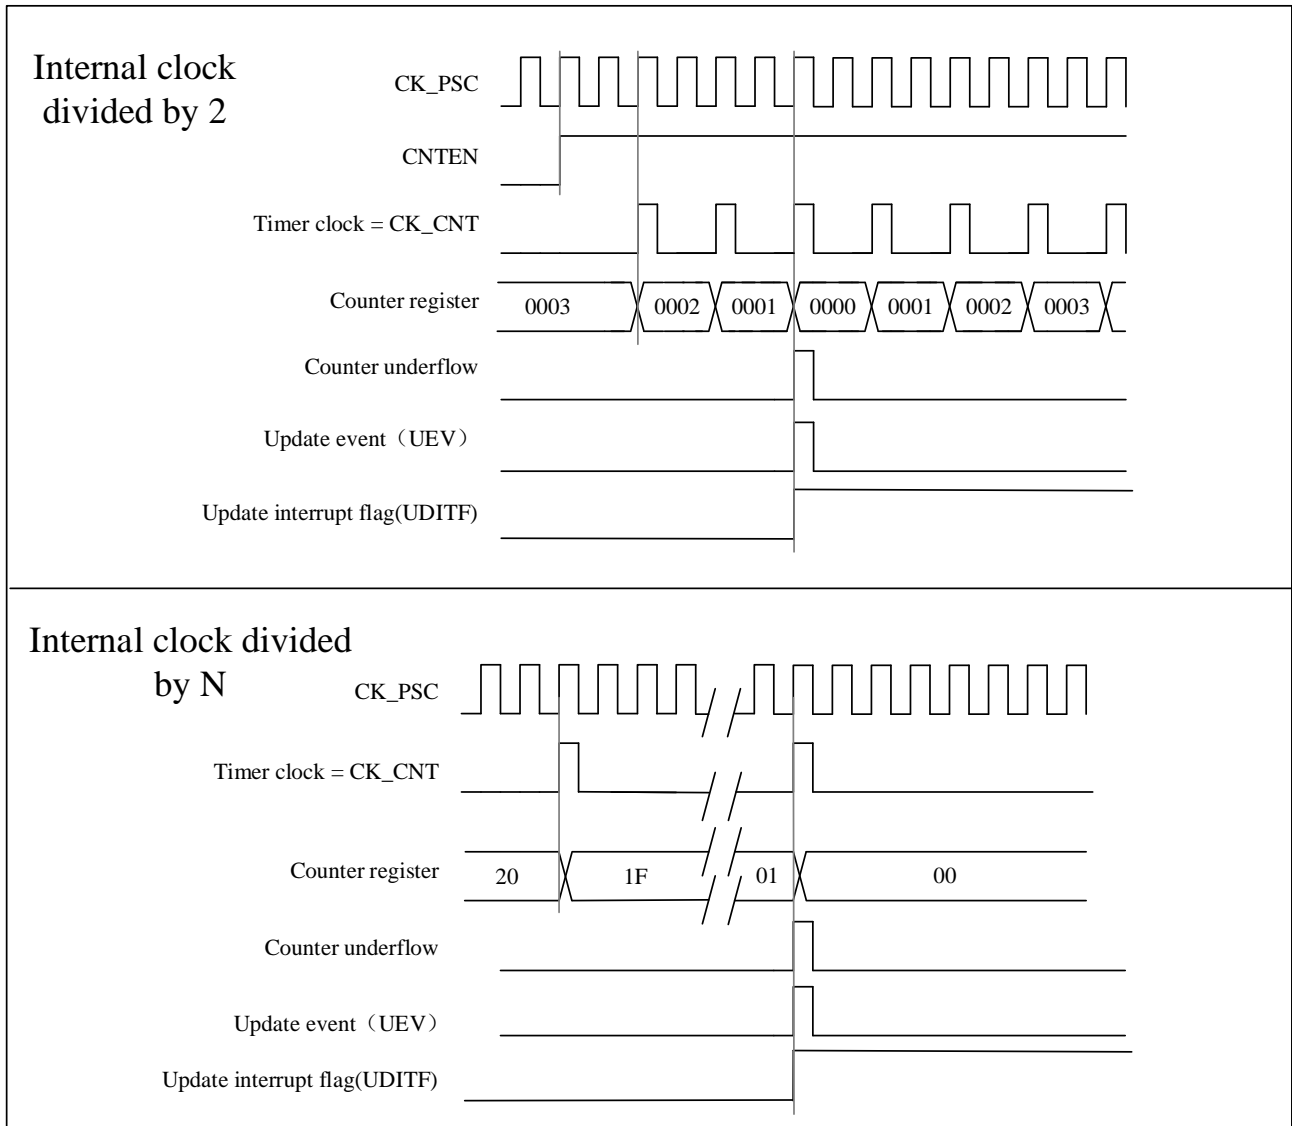 Internal clock
divided by 2
CK_PSC
CNTEN
Timer clock = CK_CNT
Counter register
0003 0002 0001 0000 0001 0002 0003
Counter underflow
Update event（UEV）
Update interrupt flag(UDITF)
Internal clock divided
by N
CK_PSC
Timer clock = CK_CNT
Counter register
20 1F 01 00
Counter underflow
Update event（UEV）
Update interrupt flag(UDITF)